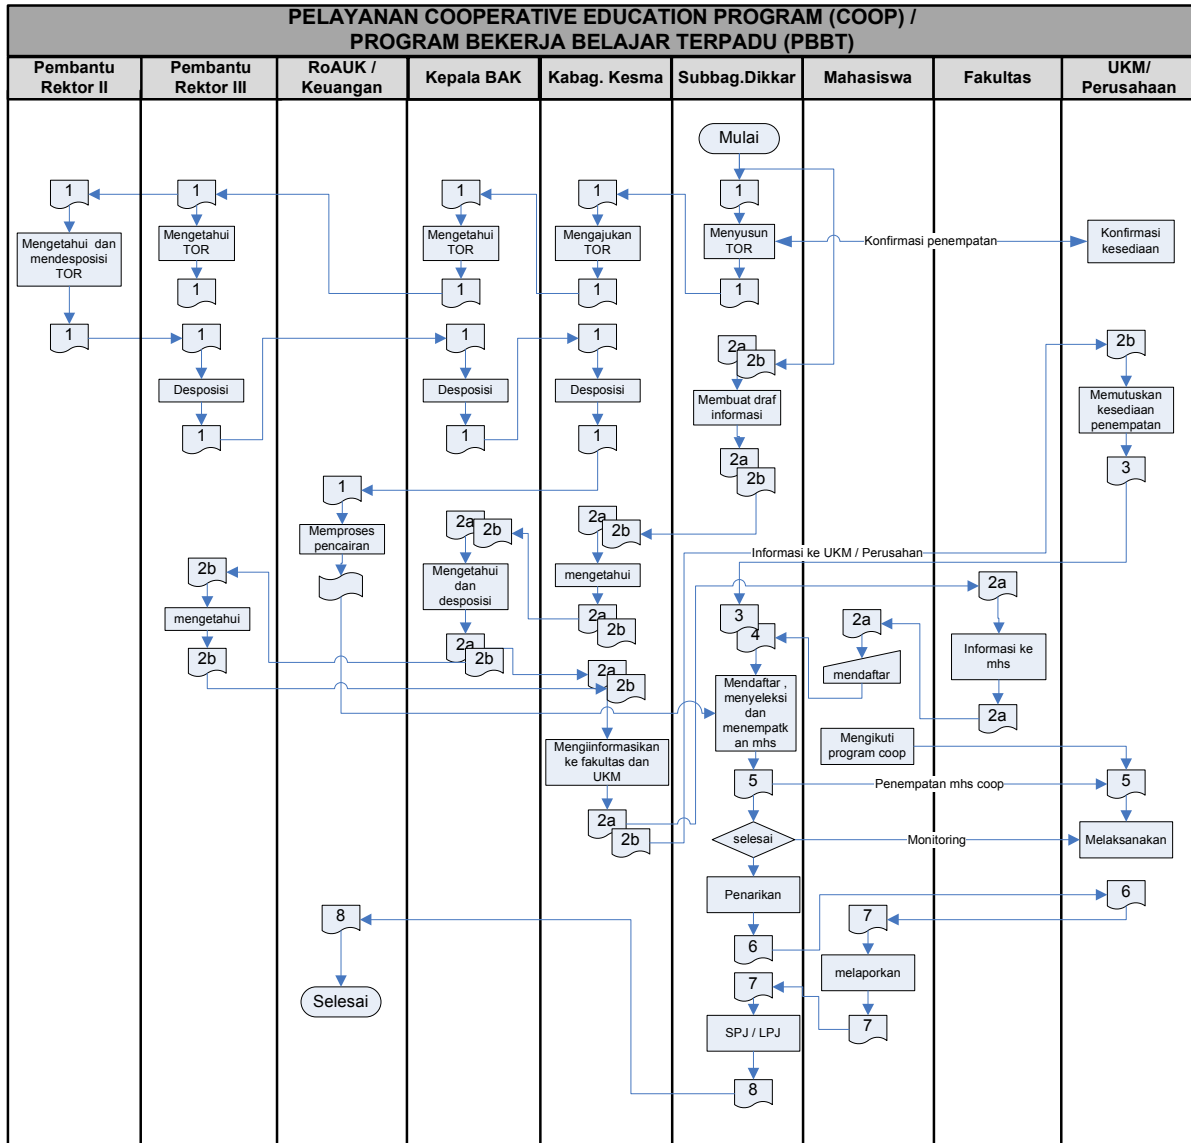 PELAYANAN COOPERATIVE EDUCATION PROGRAM (COOP) /
PROGRAM BEKERJA BELAJAR TERPADU (PBBT)
Pembantu
Rektor II
Pembantu
Rektor III
RoAUK /
Keuangan
Kepala BAK
Kabag. Kesma
Subbag.Dikkar
Mahasiswa
Fakultas
UKM/
Perusahaan
Mulai
1
1
1
1
1
Mengetahui dan
mendesposisi
TOR
Mengetahui
TOR
Mengetahui
TOR
Mengajukan
TOR
Menyusun
TOR
Konfirmasi penempatan
Konfirmasi
kesediaan
1
1
1
1
1
1
1
1
2a
2b
2b
Desposisi
Desposisi
Desposisi
Membuat draf
informasi
Memutuskan
kesediaan
penempatan
1
1
1
2a
2b
3
1
2a
2b
2a
2b
Memproses
pencairan
Informasi ke UKM / Perusahan
2b
Mengetahui
dan
desposisi
mengetahui
2a
mengetahui
2a
2b
3
4
2a
2b
2a
2b
Informasi ke
mhs
mendaftar
2a
2b
Mendaftar ,
menyeleksi
dan
menempatk
an mhs
2a
Mengiinformasikan
ke fakultas dan
UKM
Mengikuti
program coop
5
Penempatan mhs coop
5
2a
2b
selesai
Monitoring
Melaksanakan
Penarikan
6
8
7
6
melaporkan
7
Selesai
7
SPJ / LPJ
8